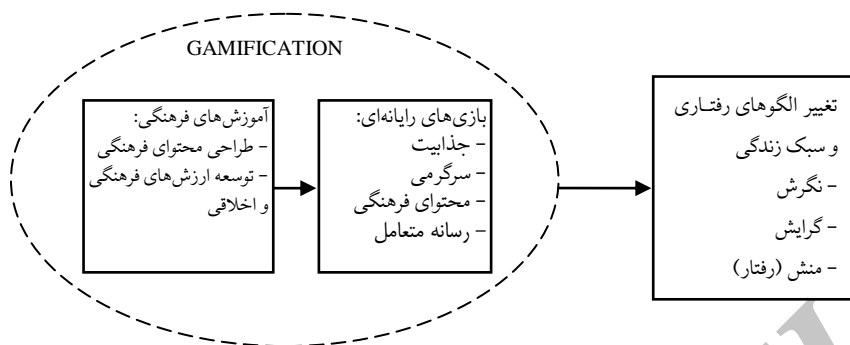 GAMIFICATION
آموزش‌های فرهنگی:
- طراحی محتوای فرهنگی
- توسعه ارزش‌های فرهنگی
و اخلاقی
بازی‌های رایانه‌ای:
- جذابیت
- سرگرمی
- محتوای فرهنگی
- رسانه متعامل
تغییر الگوهای رفتاری
و سبک زندگی
- نگرش
- گرایش
- منش (رفتار)